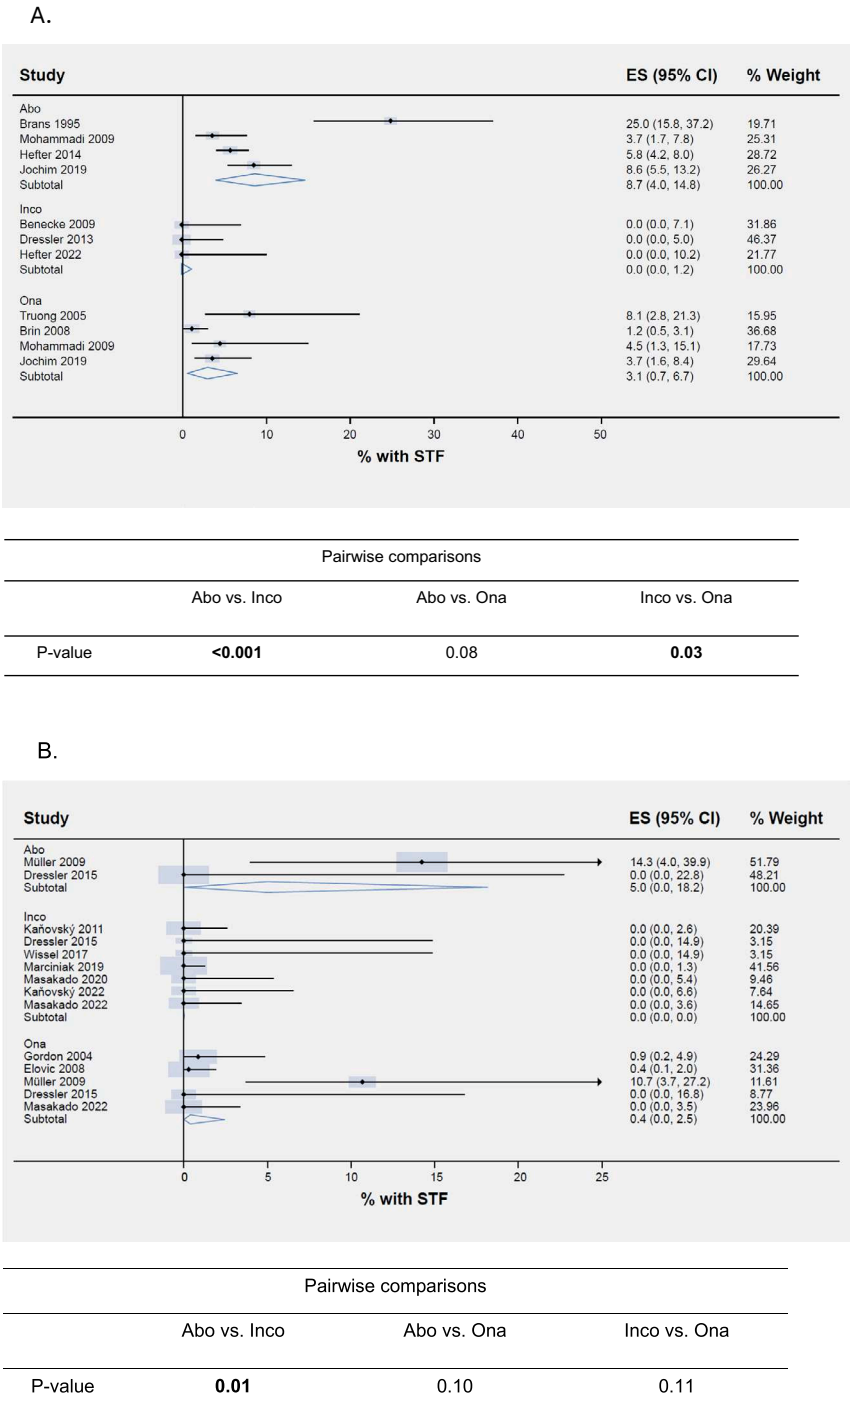 A.
Study ES (95% CI) % Weight
Abo
Brans 1995 25.0 (15.8, 37.2) 19.71
Mohammadi 2009 3.7 (1.7, 7.8) 25.31
Hefter 2014 5.8 (4.2, 8.0) 28.72
Jochim 2019 8.6 (5.5, 13.2) 26.27
Subtotal 8.7 (4.0, 14.8) 100.00
Inco
Benecke 2009 0.0 (0.0, 7.1) 31.86
Dressler 2013 0.0 (0.0, 5.0) 46.37
Hefter 2022 0.0 (0.0, 10.2) 21.77
Subtotal 0.0 (0.0, 1.2) 100.00
Ona
Truong 2005 8.1 (2.8, 21.3) 15.95
Brin 2008 1.2 (0.5, 3.1) 36.68
Mohammadi 2009 4.5 (1.3, 15.1) 17.73
Jochim 2019 3.7 (1.6, 8.4) 29.64
Subtotal 3.1 (0.7, 6.7) 100.00
0 10 20 30 40 50
% with STF
Pairwise comparisons
Abo vs. Inco Abo vs. Ona Inco vs. Ona
P-value <0.001 0.08 0.03
B.
Study ES (95% CI) % Weight
Abo
Müller 2009 14.3 (4.0, 39.9) 51.79
Dressler 2015 0.0 (0.0, 22.8) 48.21
Subtotal 5.0 (0.0, 18.2) 100.00
Inco
Kaňovský 2011 0.0 (0.0, 2.6) 20.39
Dressler 2015 0.0 (0.0, 14.9) 3.15
Wissel 2017 0.0 (0.0, 14.9) 3.15
Marciniak 2019 0.0 (0.0, 1.3) 41.56
Masakado 2020 0.0 (0.0, 5.4) 9.46
Kaňovský 2022 0.0 (0.0, 6.6) 7.64
Masakado 2022 0.0 (0.0, 3.6) 14.65
Subtotal 0.0 (0.0, 0.0) 100.00
Ona
Gordon 2004 0.9 (0.2, 4.9) 24.29
Elovic 2008 0.4 (0.1, 2.0) 31.36
Müller 2009 10.7 (3.7, 27.2) 11.61
Dressler 2015 0.0 (0.0, 16.8) 8.77
Masakado 2022 0.0 (0.0, 3.5) 23.96
Subtotal 0.4 (0.0, 2.5) 100.00
0 5 10 15 20 25
% with STF
Pairwise comparisons
Abo vs. Inco Abo vs. Ona Inco vs. Ona
P-value 0.01 0.10 0.11